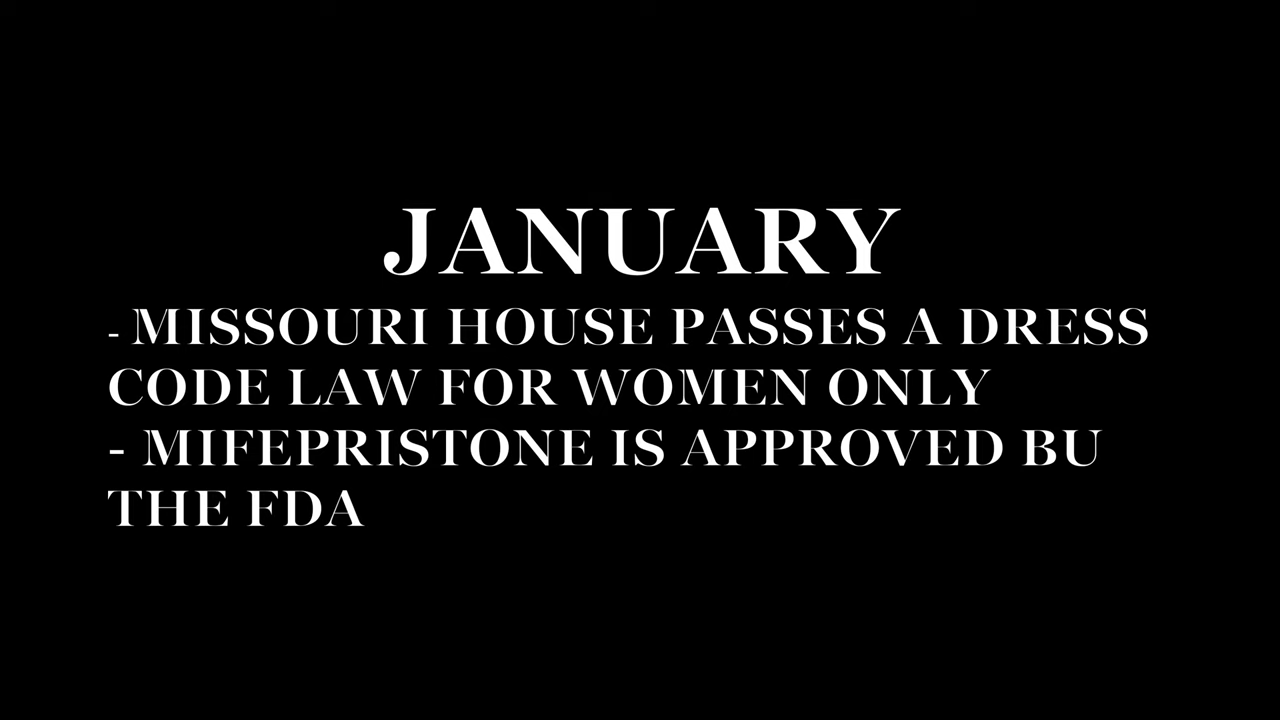 JANUARY
- MISSOURI HOUSE PASSES A DRESS
CODE LAW FOR WOMEN ONLY
- MIFEPRISTONE IS APPROVED BU
THE FDA